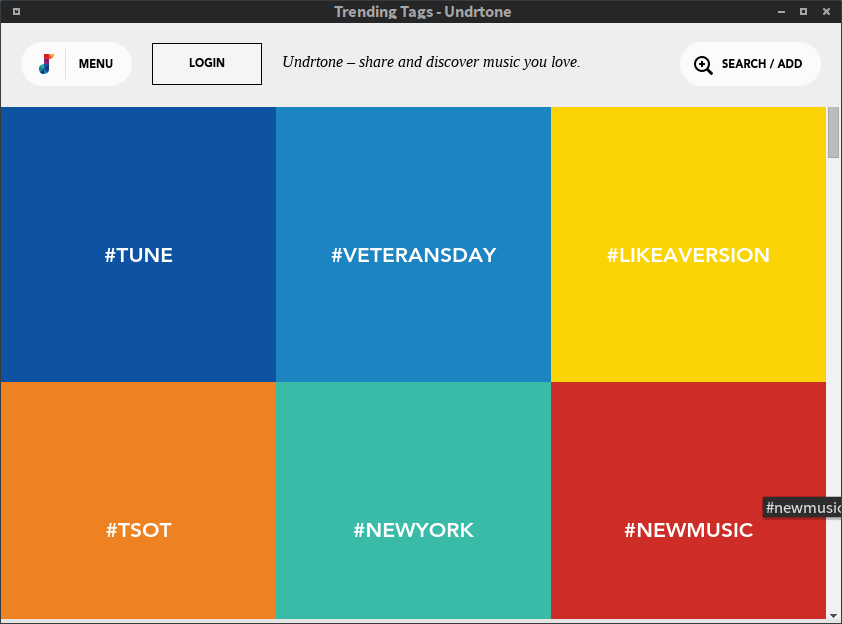 Trending Tags - Undrtone
MENU
LOGIN
Undrtone – share and discover music you love.
SEARCH / ADD
#TUNE
#VETERANSDAY
#LIKEAVERSION
#TSOT
#NEWYORK
#NEWMUSIC
#newmusic